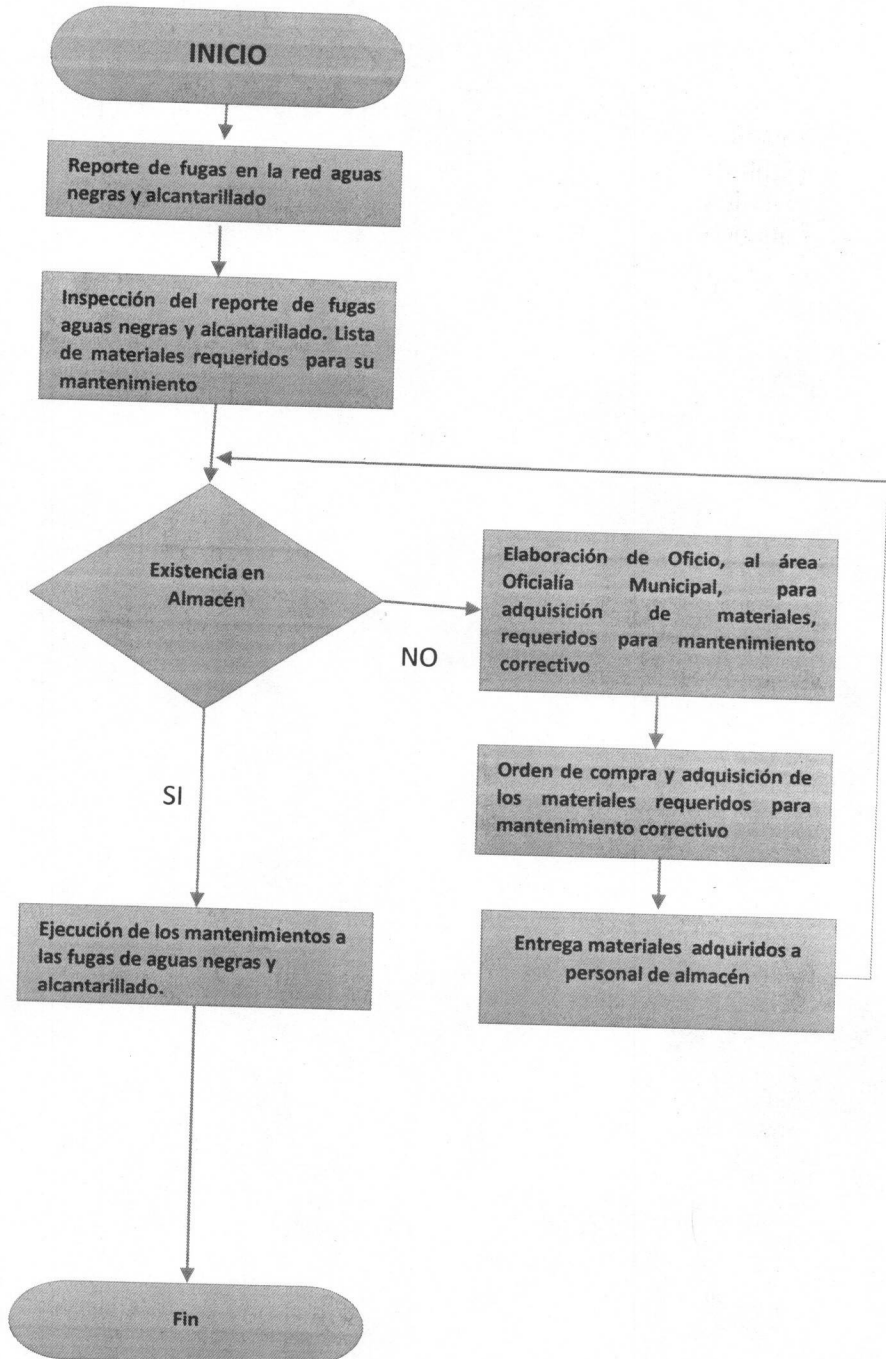 INICIO
Reporte de fugas en la red aguas
negras y alcantarillado
Inspección del reporte de fugas
aguas negras y alcantarillado. Lista
de materiales requeridos para su
mantenimiento
Existencia en
Almacén
NO
Elaboración de Oficio, al área
Oficialía Municipal, para
adquisición de materiales,
requeridos para mantenimiento
correctivo
Orden de compra y adquisición de
los materiales requeridos para
mantenimiento correctivo
Entrega materiales adquiridos a
personal de almacén
SI
Ejecución de los mantenimientos a
las fugas de aguas negras y
alcantarillado.
Fin